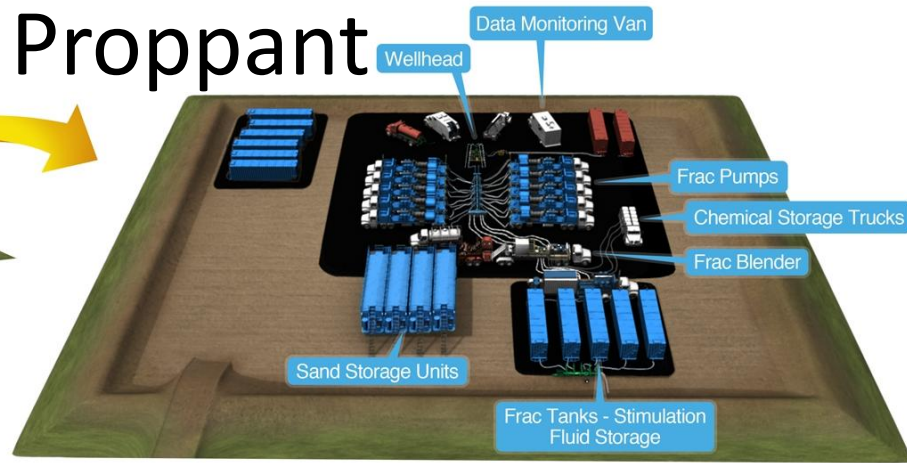 Proppant
Data Monitoring Van
Wellhead
Frac Pumps
Chemical Storage Trucks
Frac Blender
Sand Storage Units
Frac Tanks - Stimulation
Fluid Storage